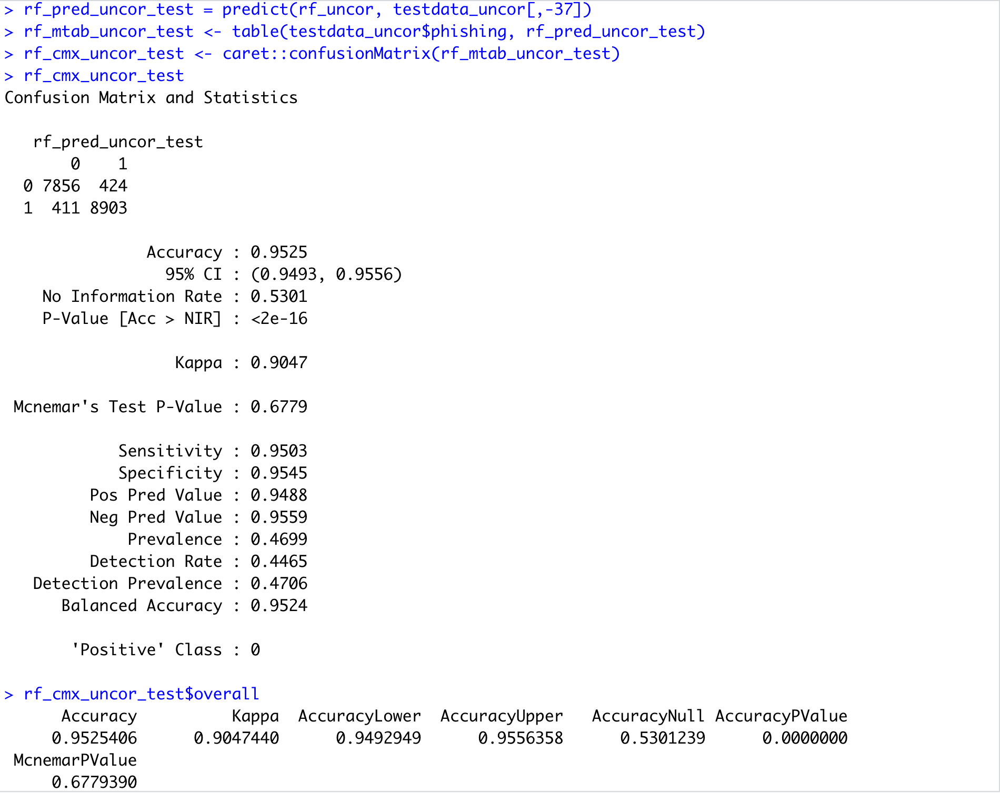 > rf_pred_uncor_test = predict(rf_uncor, testdata_uncor[,-37])
> rf_mtab_uncor_test <- table(testdata_uncor$phishing, rf_pred_uncor_test)
> rf_cmx_uncor_test <- caret::confusionMatrix(rf_mtab_uncor_test)
> rf_cmx_uncor_test
Confusion Matrix and Statistics
rf_pred_uncor_test
0 1
0 7856 424
1 411 8903
Accuracy : 0.9525
95% CI : (0.9493, 0.9556)
No Information Rate : 0.5301
P-Value [Acc > NIR] : <2e-16
Kappa : 0.9047
Mcnemar's Test P-Value : 0.6779
Sensitivity : 0.9503
Specificity : 0.9545
Pos Pred Value : 0.9488
Neg Pred Value : 0.9559
Prevalence : 0.4699
Detection Rate : 0.4465
Detection Prevalence : 0.4706
Balanced Accuracy : 0.9524
'Positive' Class : 0
> rf_cmx_uncor_test$overall
Accuracy Kappa AccuracyLower AccuracyUpper AccuracyNull AccuracyPValue
0.9525406 0.9047440 0.9492949 0.9556358 0.5301239 0.0000000
McnemarPValue
0.6779390